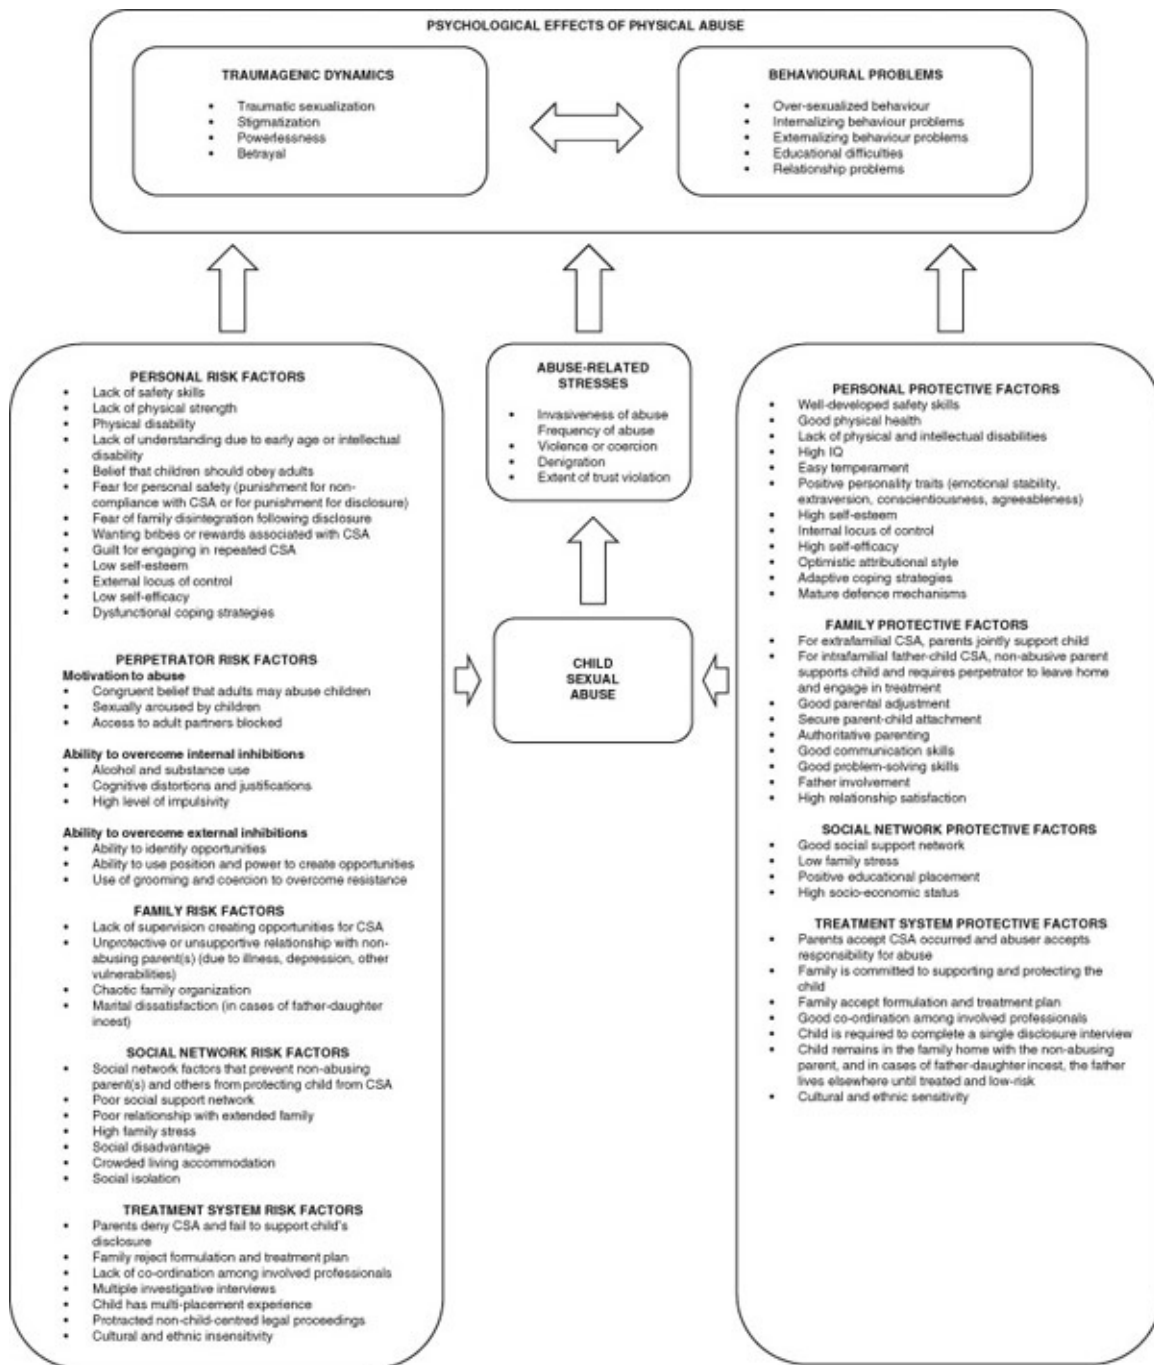 PSYCHOLOGICAL EFFECTS OF PHYSICAL ABUSE
TRAUMAGENIC DYNAMICS
• Traumatic sexualization
• Stigmatization
• Powerlessness
• Betrayal
BEHAVIOURAL PROBLEMS
• Over-sexualized behaviour
• Internalizing behaviour problems
• Externalizing behaviour problems
• Educational difficulties
• Relationship problems
PERSONAL RISK FACTORS
• Lack of safety skills
• Lack of physical strength
• Physical disability
• Lack of understanding due to early age or intellectual
disability
• Belief that children should obey adults
• Fear for personal safety (punishment for non-
compliance with CSA or for punishment for disclosure)
• Fear of family disintegration following disclosure
• Wanting bribes or rewards associated with CSA
• Guilt for engaging in repeated CSA
• Low self-esteem
• External locus of control
• Low self-efficacy
• Dysfunctional coping strategies
PERPETRATOR RISK FACTORS
Motivation to abuse
• Congruent belief that adults may abuse children
• Sexually aroused by children
• Access to adult partners blocked
Ability to overcome internal inhibitions
• Alcohol and substance use
• Cognitive distortions and justifications
• High level of impulsivity
Ability to overcome external inhibitions
• Ability to identify opportunities
• Ability to use position and power to create opportunities
• Use of grooming and coercion to overcome resistance
FAMILY RISK FACTORS
• Lack of supervision creating opportunities for CSA
• Unprotective or unsupportive relationship with non-
abusing parent(s) (due to illness, depression, other
vulnerabilities)
• Chaotic family organization
• Marital dissatisfaction (in cases of father-daughter
incest)
SOCIAL NETWORK RISK FACTORS
• Social network factors that prevent non-abusing
parent(s) and others from protecting child from CSA
• Poor social support network
• Poor relationship with extended family
• High family stress
• Social disadvantage
• Crowded living accommodation
• Social isolation
TREATMENT SYSTEM RISK FACTORS
• Parents deny CSA and fail to support child's
disclosure
• Family reject formulation and treatment plan
• Lack of co-ordination among involved professionals
• Multiple investigative interviews
• Child has multi-placement experience
• Protracted non-child-centred legal proceedings
• Cultural and ethnic insensitivity
ABUSE-RELATED
STRESSES
• Invasiveness of abuse
Frequency of abuse
• Violence or coercion
• Denigration
• Extent of trust violation
CHILD
SEXUAL
ABUSE
PERSONAL PROTECTIVE FACTORS
• Well-developed safety skills
• Good physical health
• Lack of physical and intellectual disabilities
• High IQ
• Easy temperament
• Positive personality traits (emotional stability,
extraversion, conscientiousness, agreeableness)
• High self-esteem
• Internal locus of control
• High self-efficacy
• Optimistic attributional style
• Adaptive coping strategies
• Mature defence mechanisms
FAMILY PROTECTIVE FACTORS
• For extrafamilial CSA, parents jointly support child
• For intrafamilial father-child CSA, non-abusive parent
supports child and requires perpetrator to leave home
and engage in treatment
• Good parental adjustment
• Secure parent-child attachment
• Authoritative parenting
• Good communication skills
• Good problem-solving skills
• Father involvement
• High relationship satisfaction
SOCIAL NETWORK PROTECTIVE FACTORS
• Good social support network
• Low family stress
• Positive educational placement
• High socio-economic status
TREATMENT SYSTEM PROTECTIVE FACTORS
• Parents accept CSA occurred and abuser accepts
responsibility for abuse
• Family is committed to supporting and protecting the
child
• Family accept formulation and treatment plan
• Good co-ordination among involved professionals
• Child is required to complete a single disclosure interview
• Child remains in the family home with the non-abusing
parent, and in cases of father-daughter incest, the father
lives elsewhere until treated and low-risk
• Cultural and ethnic sensitivity